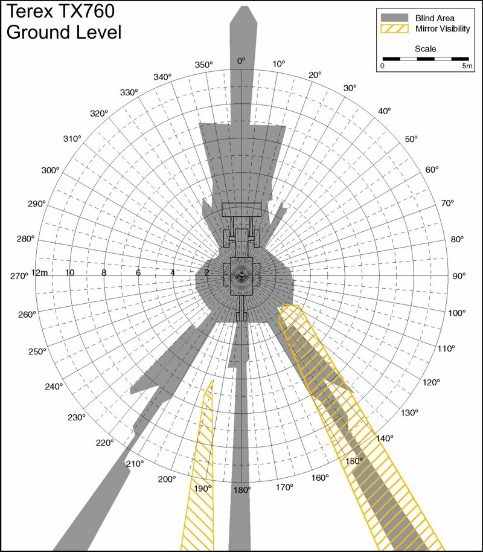 Terex TX760
Ground Level
Blind Area
Mirror Visibility
Scale
0 5m
0°
350° 10°
340° 20°
330° 30°
320° 40°
310° 50°
300° 60°
290° 70°
280° 80°
270° 12m 10 8 6 4 2 90°
260° 100°
250° 110°
240° 120°
230° 130°
220° 140°
210° 150°
200° 190° 180° 170° 160°